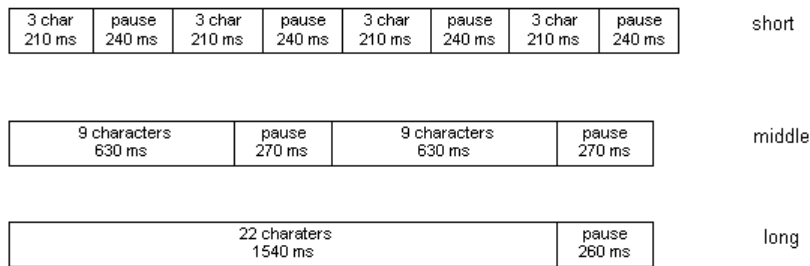 3 char pause 3 char pause 3 char pause 3 char pause short
210 ms 240 ms 210 ms 240 ms 210 ms 240 ms 210 ms 240 ms
9 characters pause 9 characters pause middle
630 ms 270 ms 630 ms 270 ms
22 charaters pause long
1540 ms 260 ms